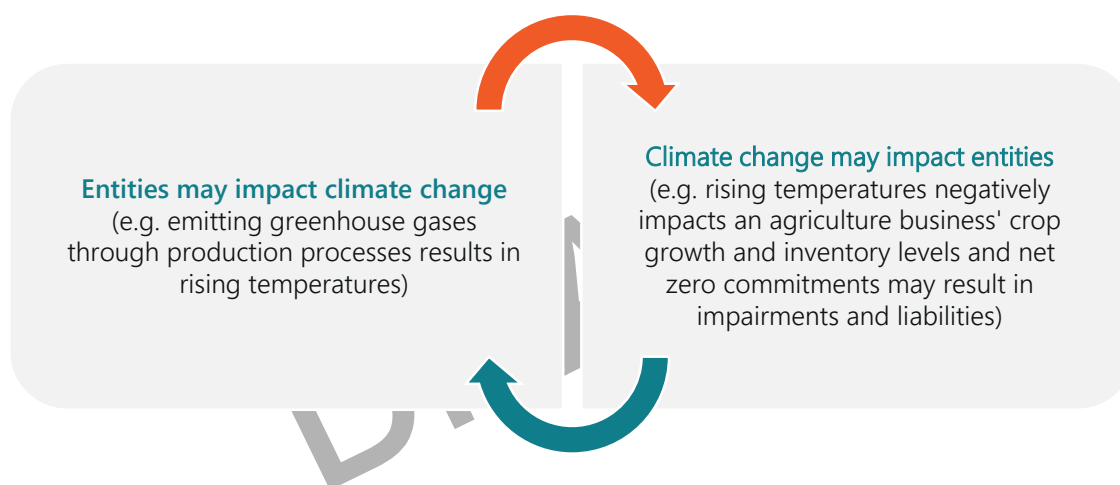 Entities may impact climate change
(e.g. emitting greenhouse gases
through production processes results in
rising temperatures)
Climate change may impact entities
(e.g. rising temperatures negatively
impacts an agriculture business' crop
growth and inventory levels and net
zero commitments may result in
impairments and liabilities)